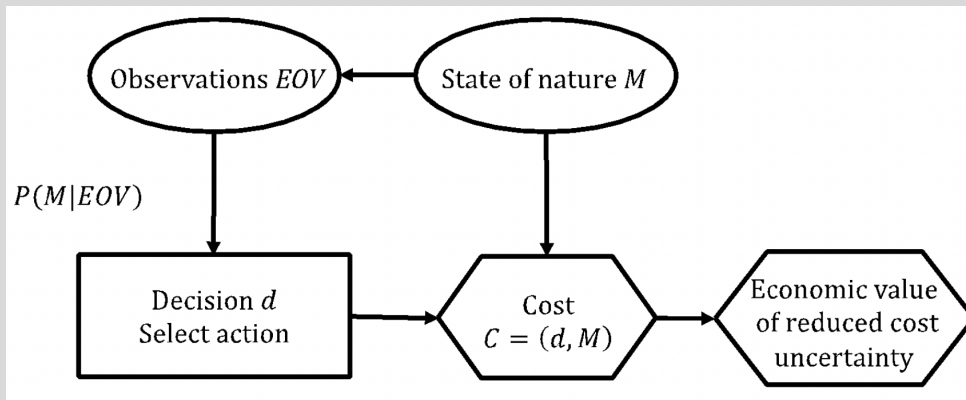 Observations EOV
State of nature M
P(M|EOV)
Decision d
Select action
Cost
C = (d, M)
Economic value
of reduced cost
uncertainty